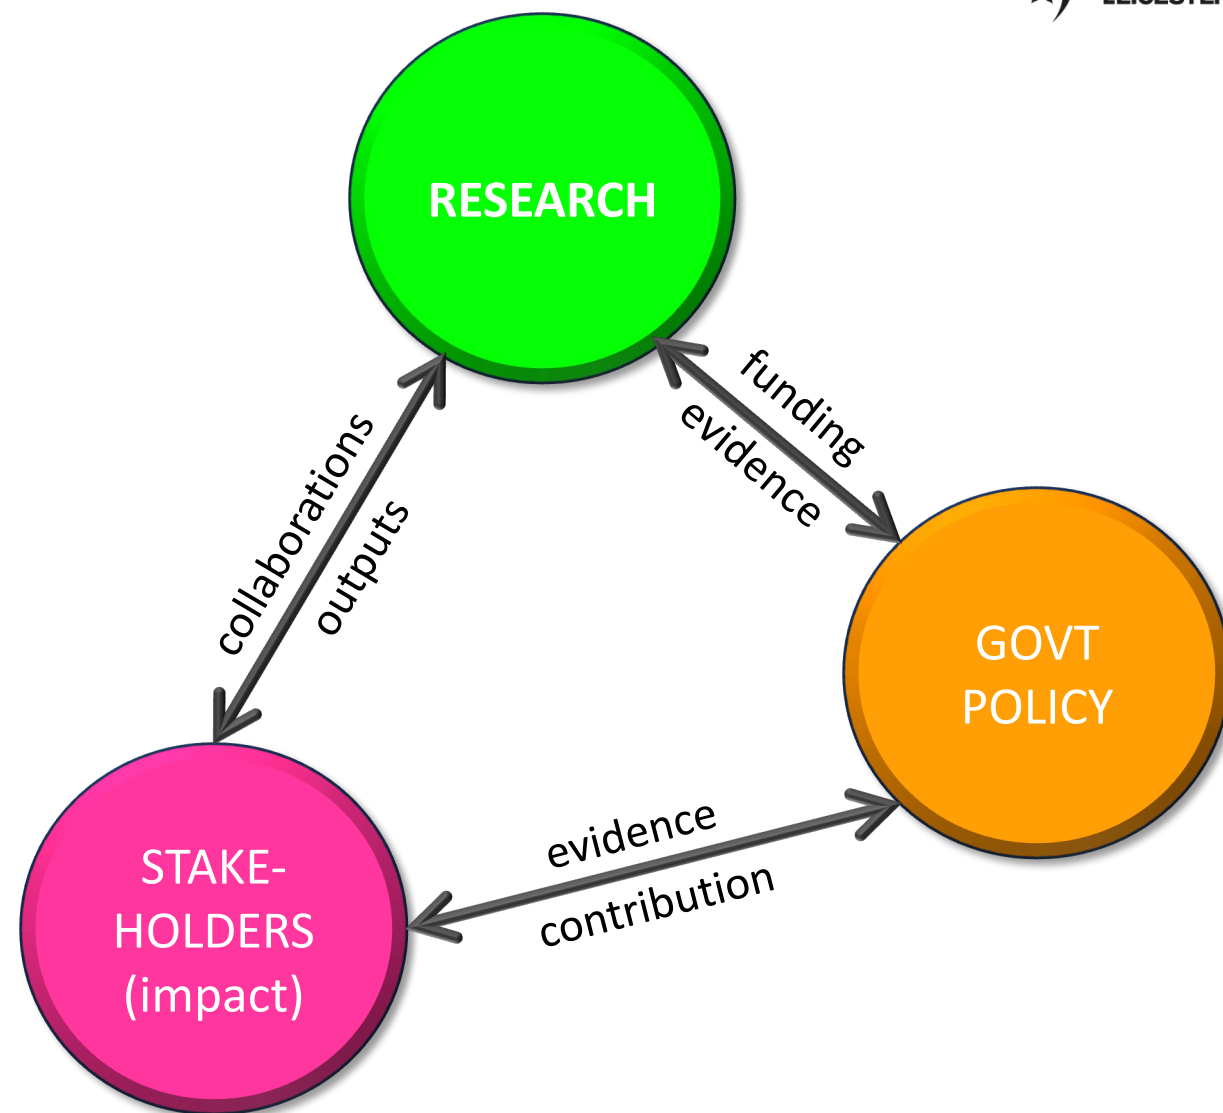 RESEARCH
funding
evidence
collaborations
outputs
GOVT
POLICY
evidence
contribution
STAKE-
HOLDERS
(impact)